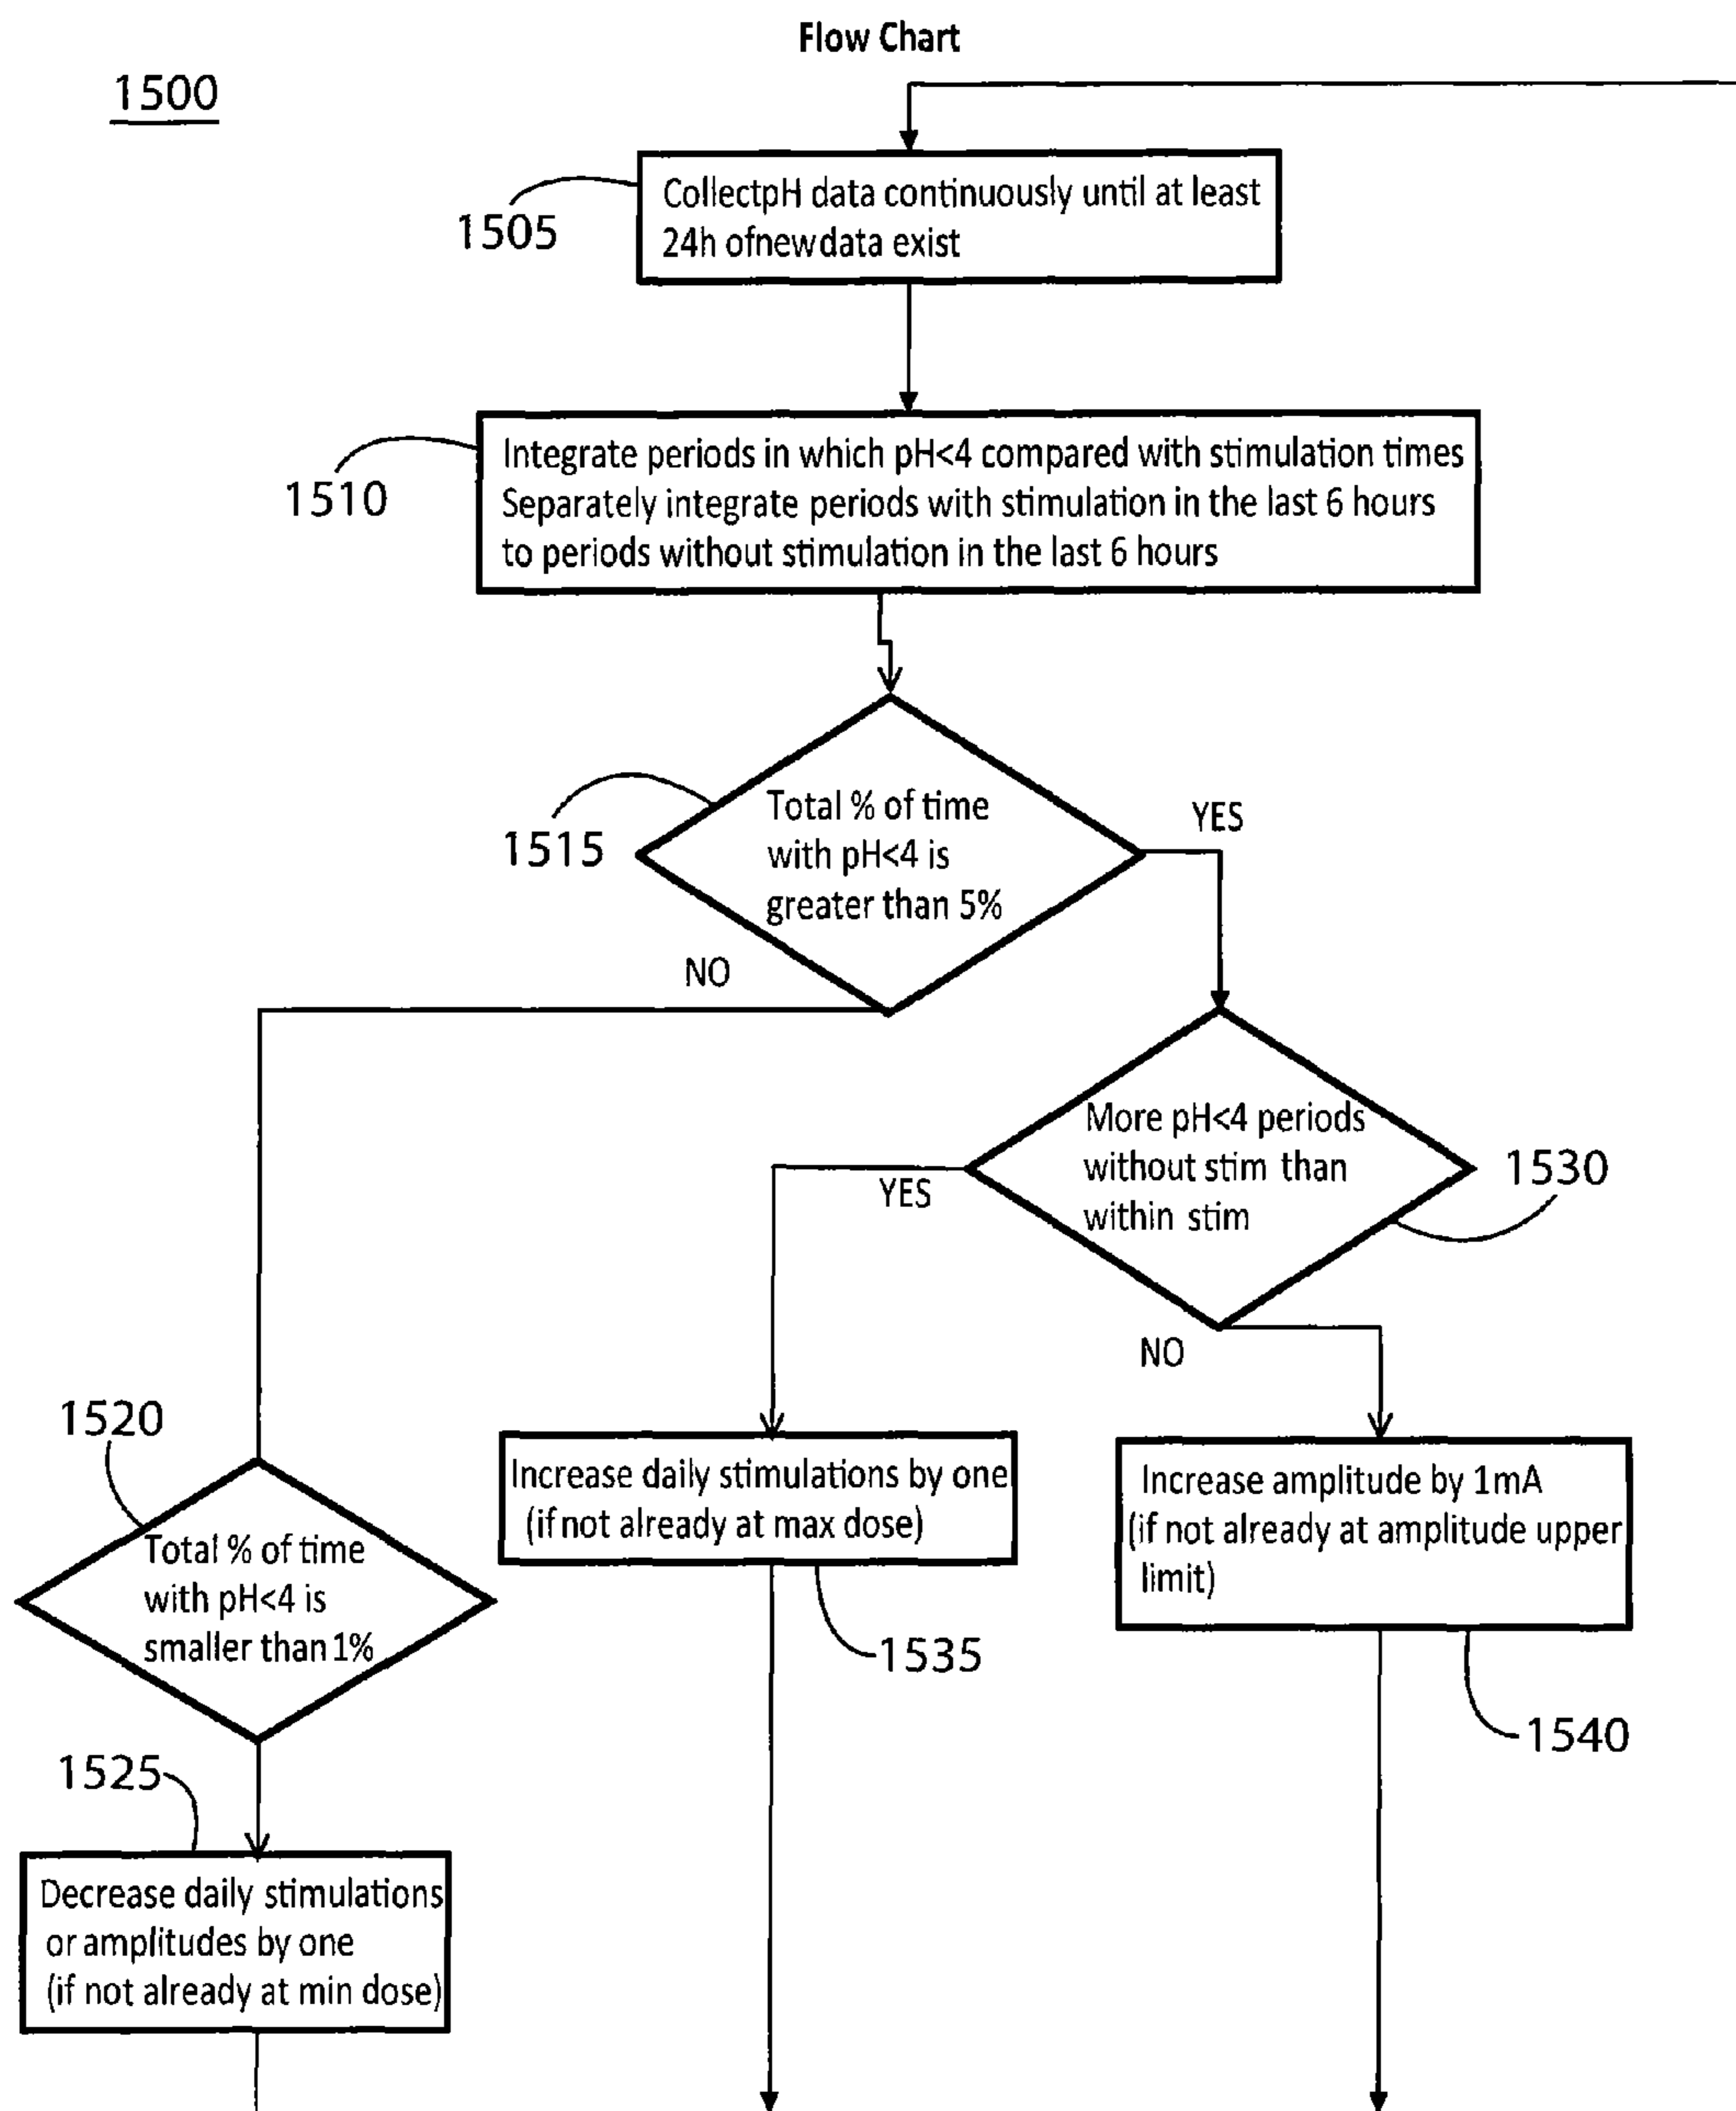 Flow Chart
1500
CollectpH data continuously until at least
24h ofnewdata exist
1505
Integrate periods in which pH<4 compared with stimulation times
Separately integrate periods with stimulation in the last 6 hours
to periods without stimulation in the last 6 hours
1510
Total % of time
with pH<4 is
greater than 5%
1515
YES
NO
More pH<4 periods
without stim than
within stim
1530
YES
NO
1520
Total % of time
with pH<4 is
smaller than 1%
Increase daily stimulations by one
(if not already at max dose)
1535
Increase amplitude by 1mA
(if not already at amplitude upper
limit)
1540
1525
Decrease daily stimulations
or amplitudes by one
(if not already at min dose)